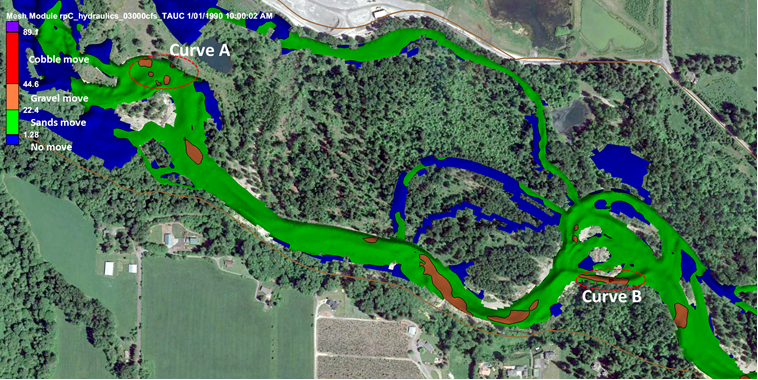 Mesh Module rpC_hydraulics_03000cfs_TAUC 1/01/1990 10:00:02 AM
Curve A
89.1
Cobble move
44.6
Gravel move
22.4
Sands move
1.28
No move
Curve B